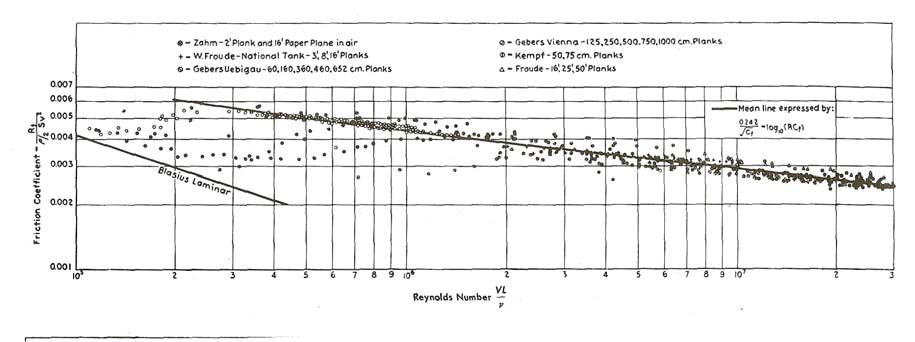 ⊗ - Zahm - 2' Plank and 16' Paper Plane in air
+ - W. Froude - National Tank - 3', 8', 16' Planks
⊘ - Gebers Uebigau - 60, 160, 360, 460, 652 cm. Planks
⊘ - Gebers Vienna - 125, 250, 500, 750, 1000 cm. Planks
⊕ - Kempf - 50, 75 cm. Planks
△ - Froude - 16', 25', 50' Planks
0.007
0.006
0.005
0.004
0.003
0.002
0.001
Friction Coefficient = Rf / ρ/2 SV²
Mean line expressed by:
0.242 / √Cf = log10 (RCf)
Blasius Laminar
10⁵ 2 3 4 5 6 7 8 9 10⁶ 2 3 4 5 6 7 8 9 10⁷ 2 3
Reynolds Number VL / ν